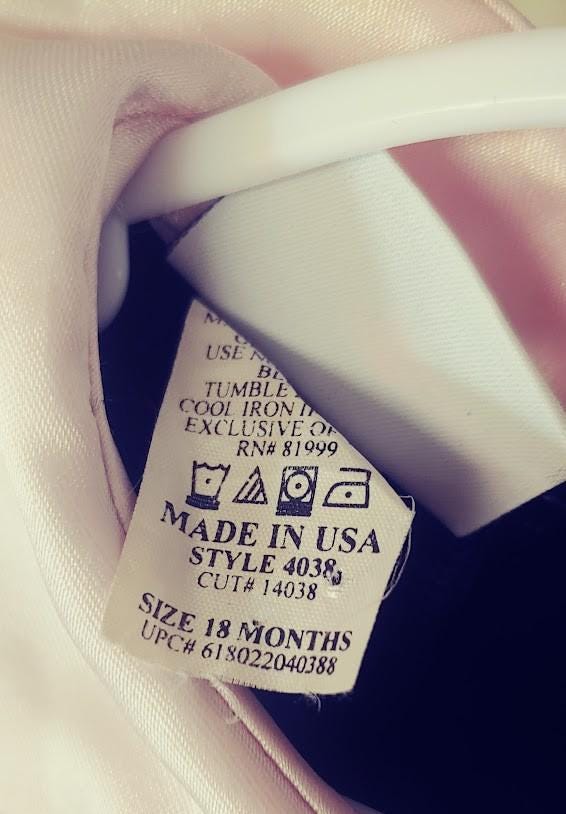 USE
TUMBLE
COOL IRON
EXCLUSIVE
RN# 81999
MADE IN USA
STYLE 4038
CUT# 14038
SIZE 18 MONTHS
UPC# 618022040388